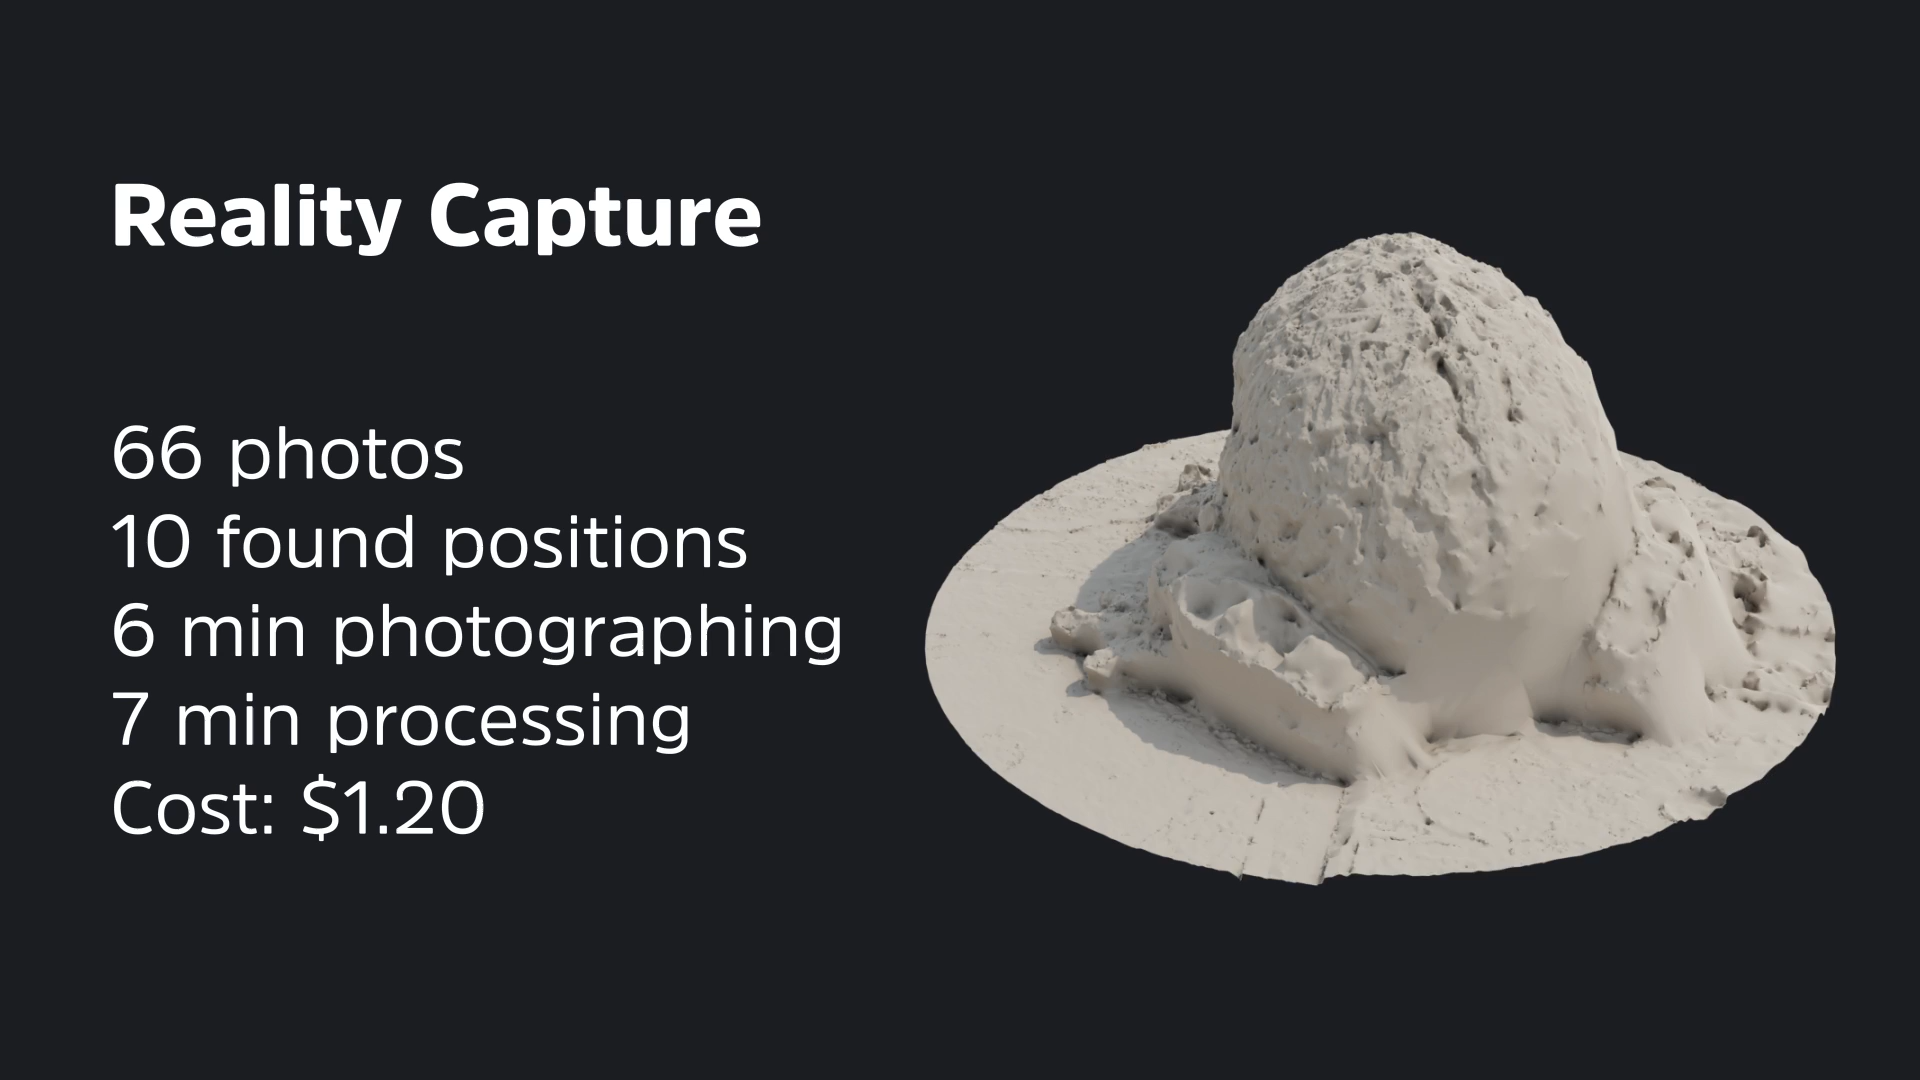 Reality Capture
66 photos
10 found positions
6 min photographing
7 min processing
Cost: $1.20